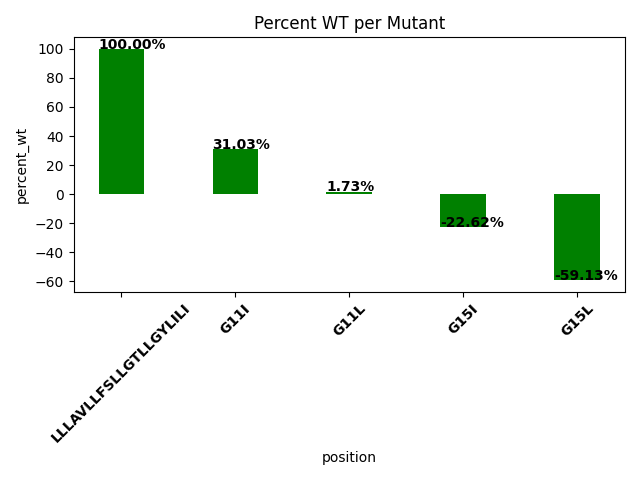 Percent WT per Mutant
percent_wt
100
80
60
40
20
0
−20
−40
−60
100.00%
31.03%
1.73%
-22.62%
-59.13%
LLLAVLLFSLLGTLLGYLILI
G11I
G11L
G15I
G15L
position